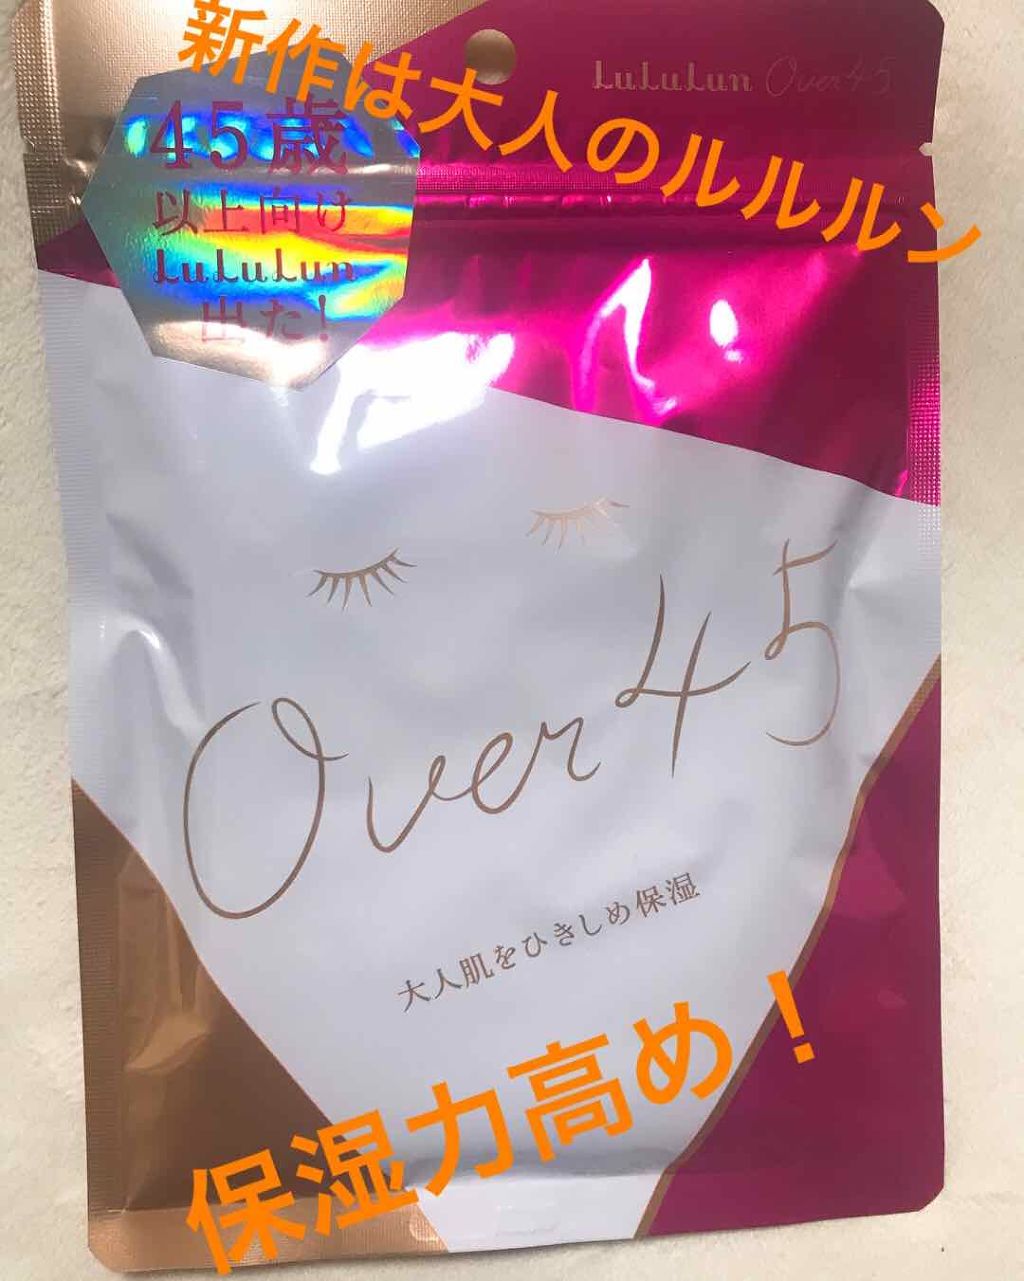 新作は大人のルルルン
LuLuLun Over45
45歳
以上向け
LuLuLun
出た!
Over45
大人肌をひきしめ保湿
保湿力高め！